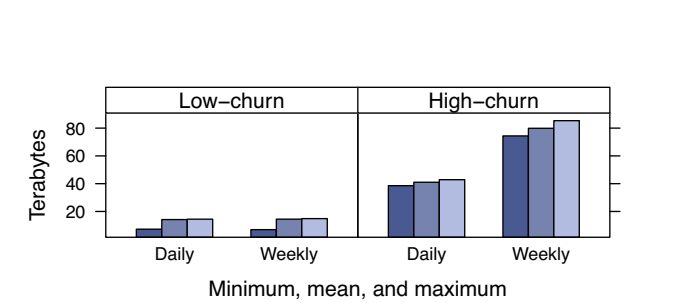 Low−churn
High−churn
Terabytes
80
60
40
20
Daily
Weekly
Daily
Weekly
Minimum, mean, and maximum